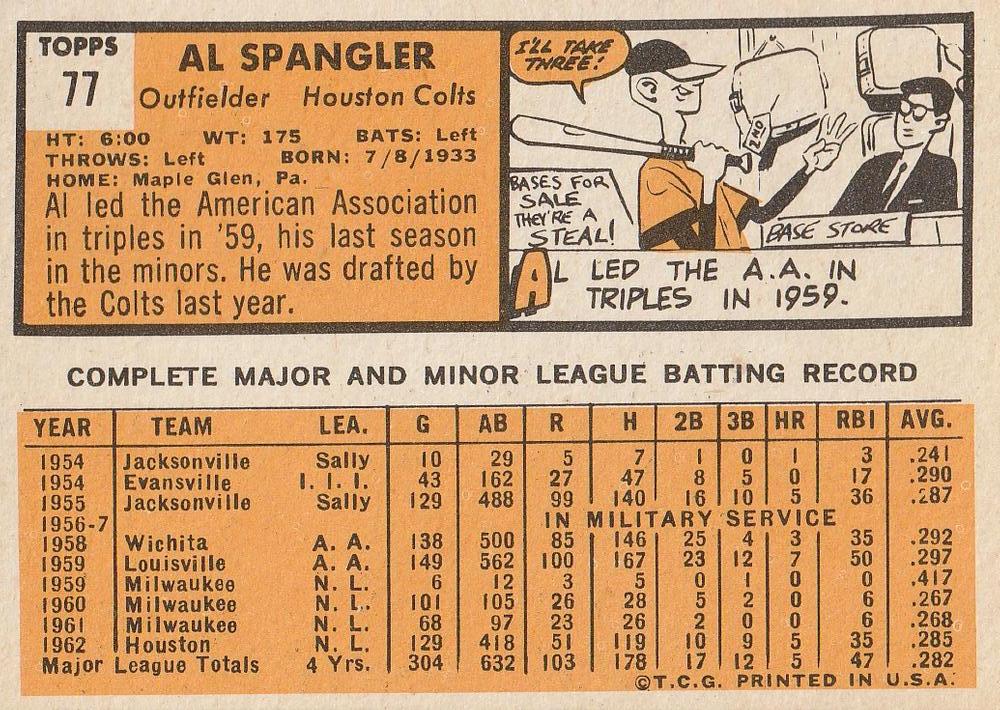 TOPPS
77
AL SPANGLER
Outfielder Houston Colts
HT: 6:00 WT: 175 BATS: Left
THROWS: Left BORN: 7/8/1933
HOME: Maple Glen, Pa.
Al led the American Association
in triples in '59, his last season
in the minors. He was drafted by
the Colts last year.
I'LL TAKE
THREE!
2ND
BASES FOR
SALE
THEY'RE A
STEAL!
BASE STORE
AL LED THE A.A. IN
TRIPLES IN 1959.
COMPLETE MAJOR AND MINOR LEAGUE BATTING RECORD
YEAR TEAM LEA. G AB R H 2B 3B HR RBI AVG.
1954 Jacksonville Sally 10 29 5 7 1 0 1 3 .241
1954 Evansville I. I. I. 43 162 27 47 8 5 0 17 .290
1955 Jacksonville Sally 129 488 99 140 16 10 5 36 .287
1956-7 IN MILITARY SERVICE
1958 Wichita A. A. 138 500 85 146 25 4 3 35 .292
1959 Louisville A. A. 149 562 100 167 23 12 7 50 .297
1959 Milwaukee N. L. 6 12 3 5 0 1 0 0 .417
1960 Milwaukee N. L. 101 105 26 28 5 2 0 6 .267
1961 Milwaukee N. L. 68 97 23 26 2 0 0 6 .268
1962 Houston N. L. 129 418 51 119 10 9 5 35 .285
Major League Totals 4 Yrs. 304 632 103 178 17 12 5 47 .282
©T.C.G. PRINTED IN U.S.A.